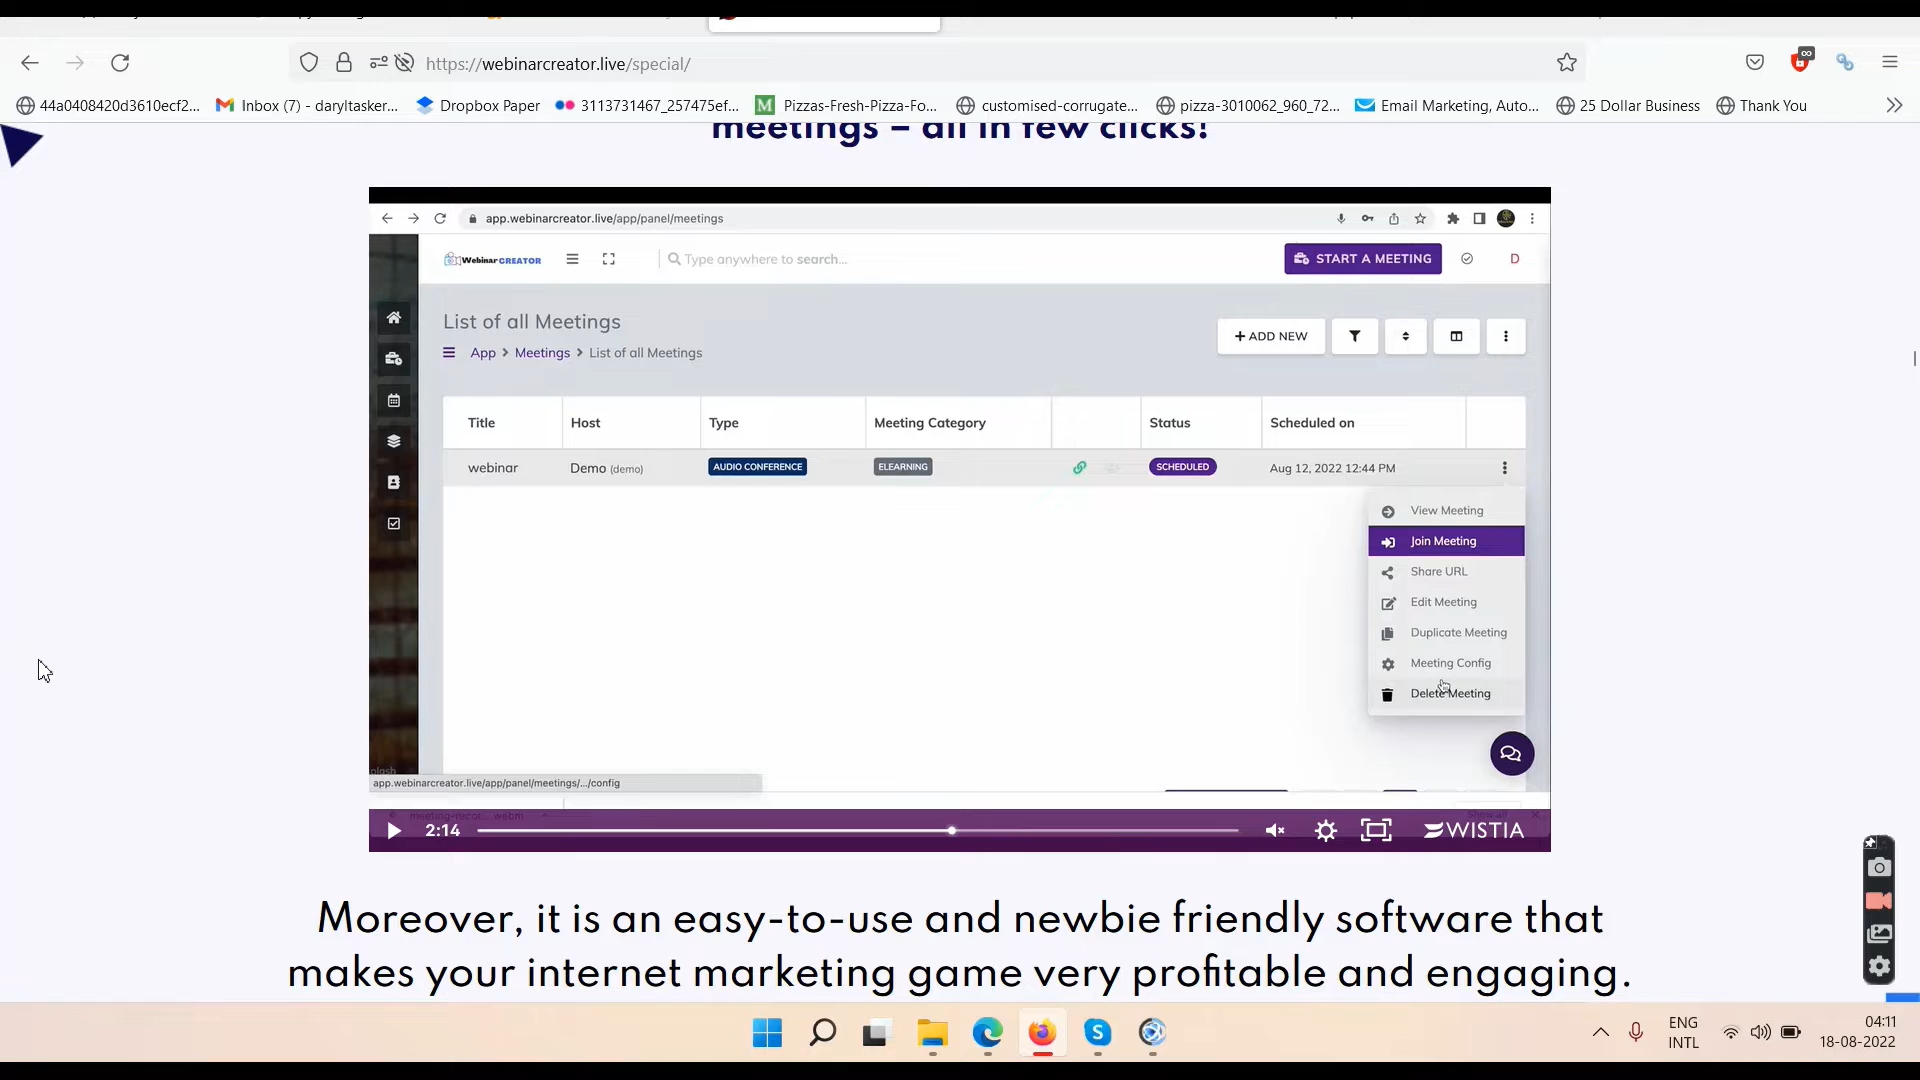 https://webinarcreator.live/special/
44a0408420d3610ecf2... Inbox (7) - daryltasker... Dropbox Paper 3113731467_257475ef... Pizzas-Fresh-Pizza-Fo... customised-corrugate... pizza-3010062_960_72... Email Marketing, Auto... 25 Dollar Business Thank You
meetings – all in few clicks!
app.webinarcreator.live/app/panel/meetings
Webinar CREATOR Type anywhere to search... START A MEETING D
List of all Meetings
+ ADD NEW
App > Meetings > List of all Meetings
Title Host Type Meeting Category Status Scheduled on
webinar Demo (demo) AUDIO CONFERENCE ELEARNING SCHEDULED Aug 12, 2022 12:44 PM
View Meeting
Join Meeting
Share URL
Edit Meeting
Duplicate Meeting
Meeting Config
Delete Meeting
app.webinarcreator.live/app/panel/meetings/.../config
2:14 WISTIA
Moreover, it is an easy-to-use and newbie friendly software that
makes your internet marketing game very profitable and engaging.
ENG 04:11
INTL 18-08-2022